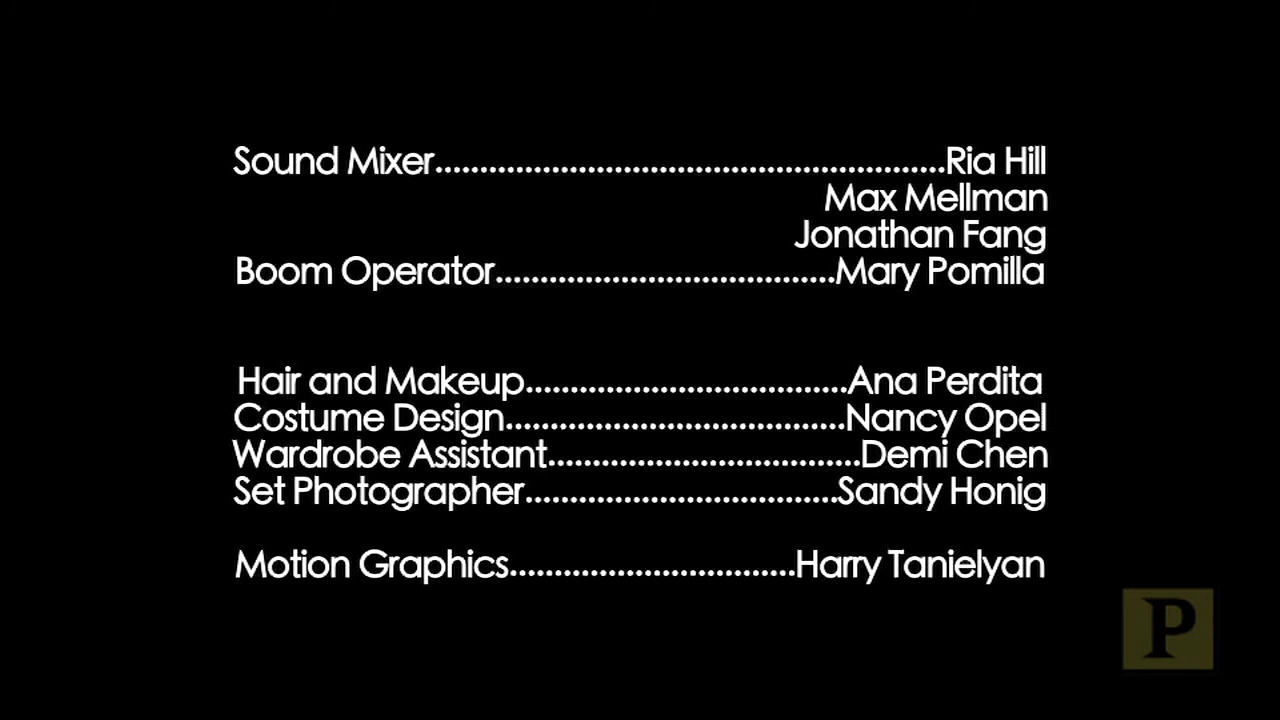 Sound Mixer.........................................................Ria Hill
Max Mellman
Jonathan Fang
Boom Operator......................................Mary Pomilla
Hair and Makeup....................................Ana Perdita
Costume Design......................................Nancy Opel
Wardrobe Assistant...................................Demi Chen
Set Photographer...................................Sandy Honig
Motion Graphics................................Harry Tanielyan
P